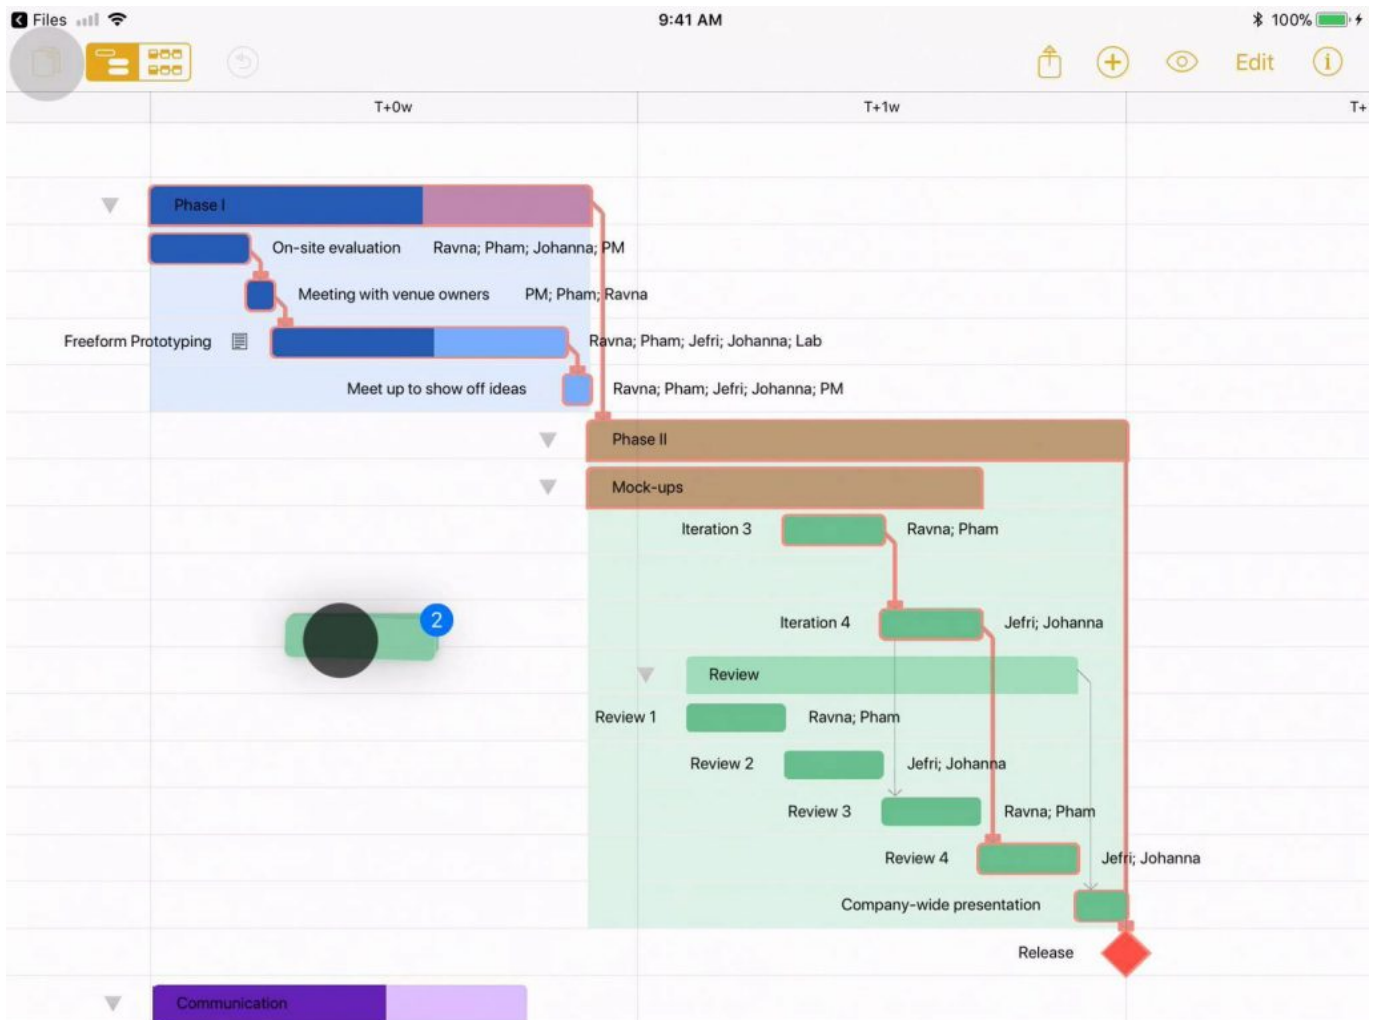 Files 9:41 AM 100%
Edit
T+0w T+1w T+
Phase I
On-site evaluation Ravna; Pham; Johanna; PM
Meeting with venue owners PM; Pham; Ravna
Freeform Prototyping Ravna; Pham; Jefri; Johanna; Lab
Meet up to show off ideas Ravna; Pham; Jefri; Johanna; PM
Phase II
Mock-ups
Iteration 3 Ravna; Pham
2
Iteration 4 Jefri; Johanna
Review
Review 1 Ravna; Pham
Review 2 Jefri; Johanna
Review 3 Ravna; Pham
Review 4 Jefri; Johanna
Company-wide presentation
Release
Communication